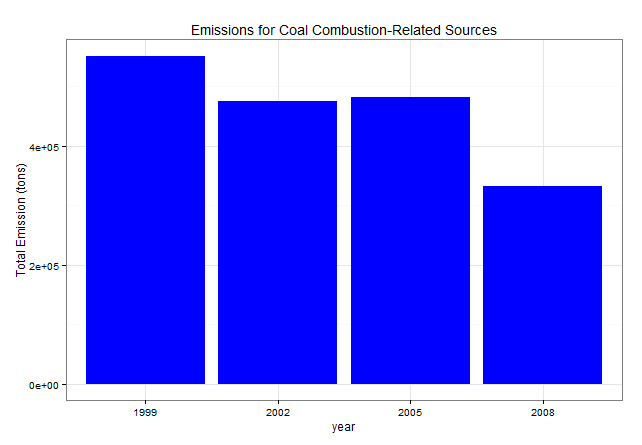 Emissions for Coal Combustion-Related Sources
Total Emission (tons)
4e+05
2e+05
0e+00
1999 2002 2005 2008
year